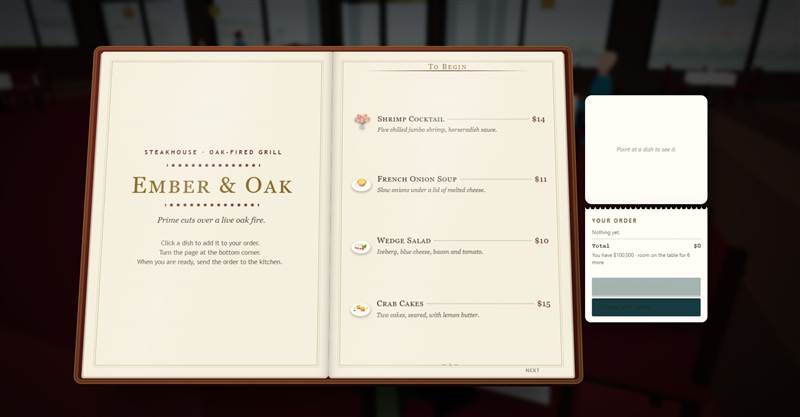 STEAKHOUSE · OAK-FIRED GRILL
EMBER & OAK
Prime cuts over a live oak fire.
Click a dish to add it to your order.
Turn the page at the bottom corner.
When you are ready, send the order to the kitchen.
TO BEGIN
SHRIMP COCKTAIL $14
Five chilled jumbo shrimp, horseradish sauce.
FRENCH ONION SOUP $11
Slow onions under a lid of melted cheese.
WEDGE SALAD $10
Iceberg, blue cheese, bacon and tomato.
CRAB CAKES $15
Two cakes, seared, with lemon butter.
NEXT
Point at a dish to see it.
YOUR ORDER
Nothing yet.
Total $0
You have $100,000 · room on the table for 6
more